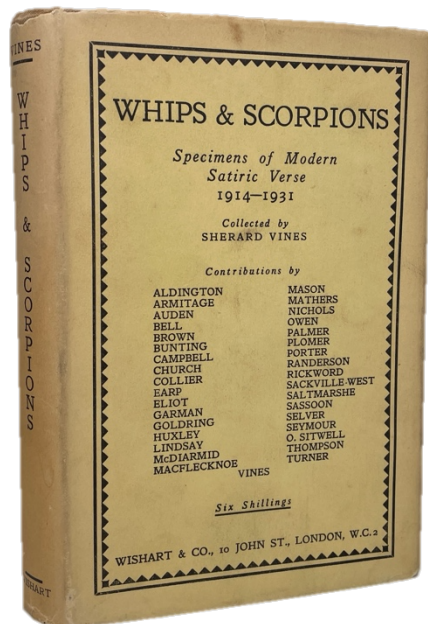 VINES
WHIPS & SCORPIONS
WISHART
WHIPS & SCORPIONS
Specimens of Modern
Satiric Verse
1914—1931
Collected by
SHERARD VINES
Contributions by
ALDINGTON
ARMITAGE
AUDEN
BELL
BROWN
BUNTING
CAMPBELL
CHURCH
COLLIER
EARP
ELIOT
GARMAN
GOLDRING
HUXLEY
LINDSAY
McDIARMID
MACFLECKNOE
MASON
MATHERS
NICHOLS
OWEN
PALMER
PLOMER
PORTER
RANDERSON
RICKWORD
SACKVILLE-WEST
SALTMARSHE
SASSOON
SELVER
SEYMOUR
O. SITWELL
THOMPSON
TURNER
VINES
Six Shillings
WISHART & CO., 10 JOHN ST., LONDON, W.C.2